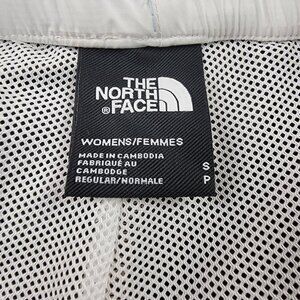 THE
NORTH
FACE
®
WOMENS/FEMMES
MADE IN CAMBODIA
FABRIQUÉ AU
CAMBODGE
REGULAR/NORMALE
S
P